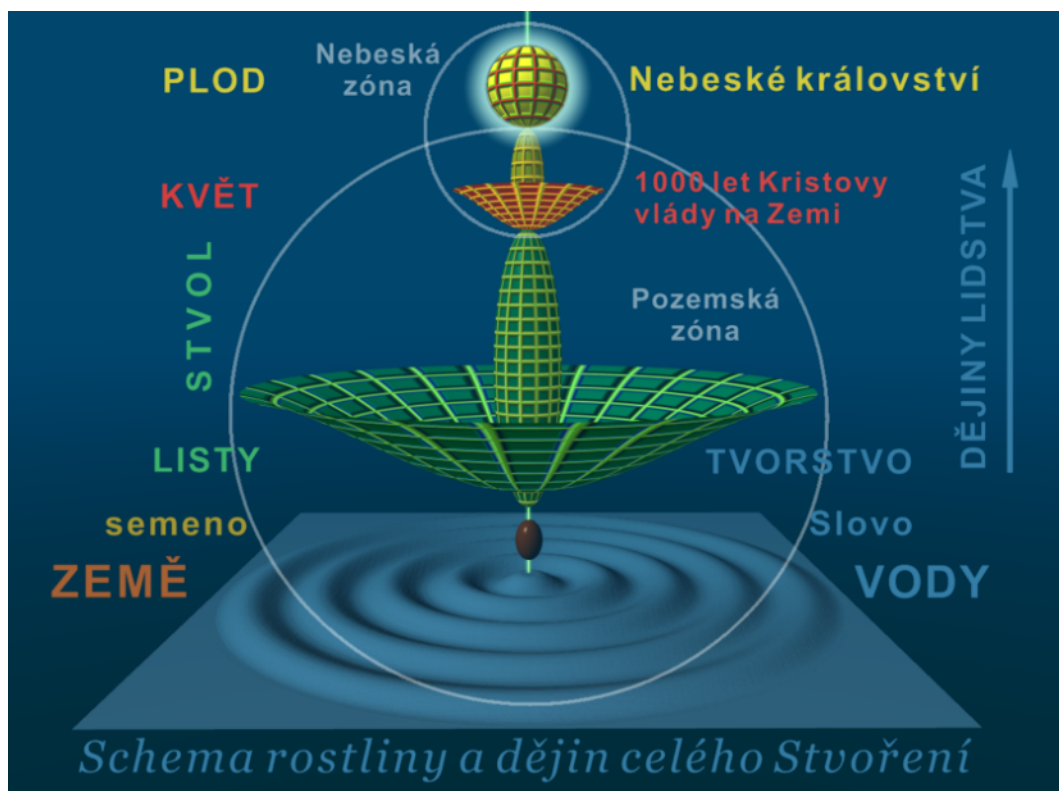 Nebeská
zóna
PLOD
Nebeské království
KVĚT
1000 let Kristovy
vlády na Zemi
STVOL
Pozemská
zóna
DĚJINY LIDSTVA
LISTY
TVORSTVO
semeno
Slovo
ZEMĚ
VODY
Schema rostliny a dějin celého Stvoření